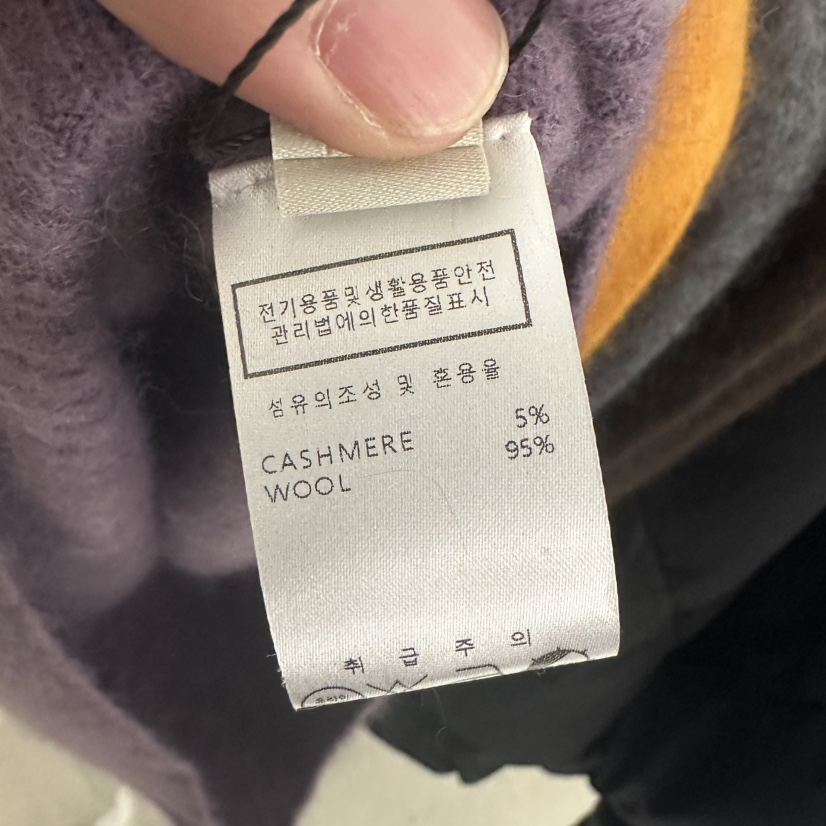 전기용품및생활용품안전
관리법에의한품질표시
섬유의조성 및 혼용율
CASHMERE 5%
WOOL 95%
취급주의